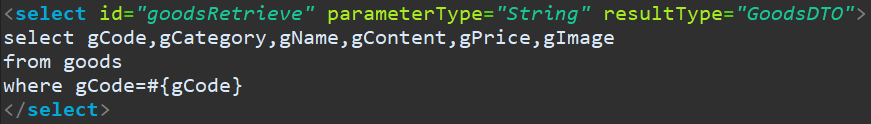 <select id="goodsRetrieve" parameterType="String" resultType="GoodsDTO">
select gCode,gCategory,gName,gContent,gPrice,gImage
from goods
where gCode=#{gCode}
</select>